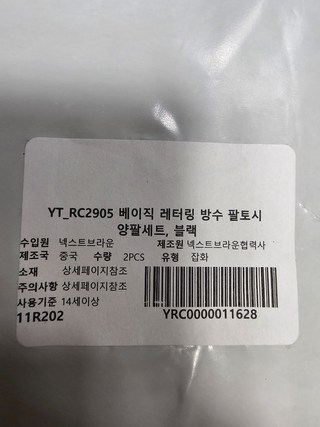 YT_RC2905 베이직 레터링 방수 팔토시
양팔세트, 블랙
수입원 넥스트브라운 제조원 넥스트브라운협력사
제조국 중국 수량 2PCS 유형 잡화
소재 상세페이지참조
주의사항 상세페이지참조
사용기준 14세이상
11R202 YRC0000011628